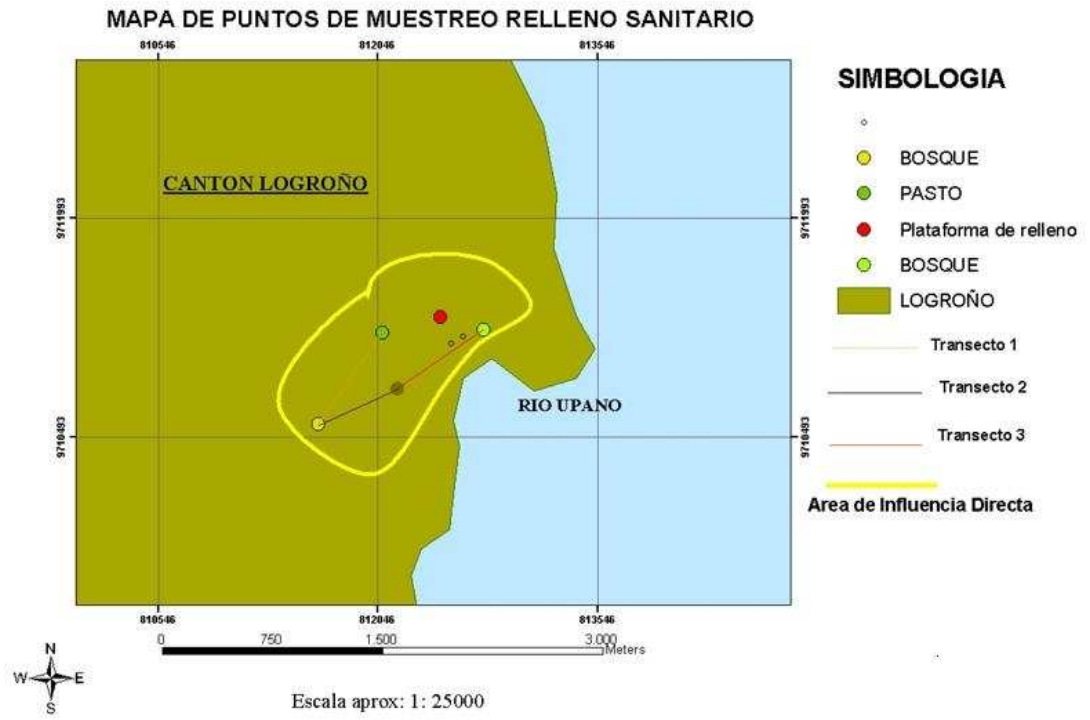 MAPA DE PUNTOS DE MUESTREO RELLENO SANITARIO
810546 812046 813546
SIMBOLOGIA
BOSQUE
PASTO
Plataforma de relleno
BOSQUE
LOGROÑO
Transecto 1
Transecto 2
Transecto 3
Area de Influencia Directa
CANTON LOGROÑO
9711993 9711993
RIO UPANO
9710493 9710493
810546 812046 813546
0 750 1.500 3.000
Meters
N
W E
S
Escala aprox: 1: 25000